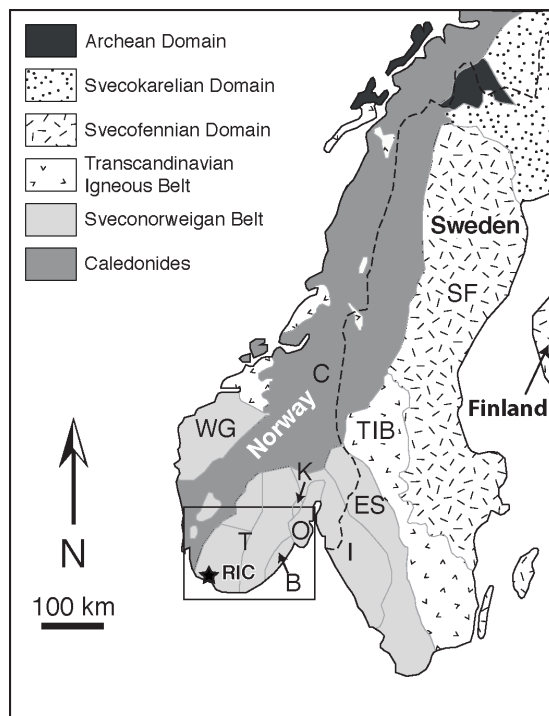 Archean Domain
Svecokarelian Domain
Svecofennian Domain
Transcandinavian
Igneous Belt
Sveconorweigan Belt
Caledonides
Sweden
SF
Finland
C
Norway
WG
TIB
K
ES
T
O
I
B
RIC
N
100 km